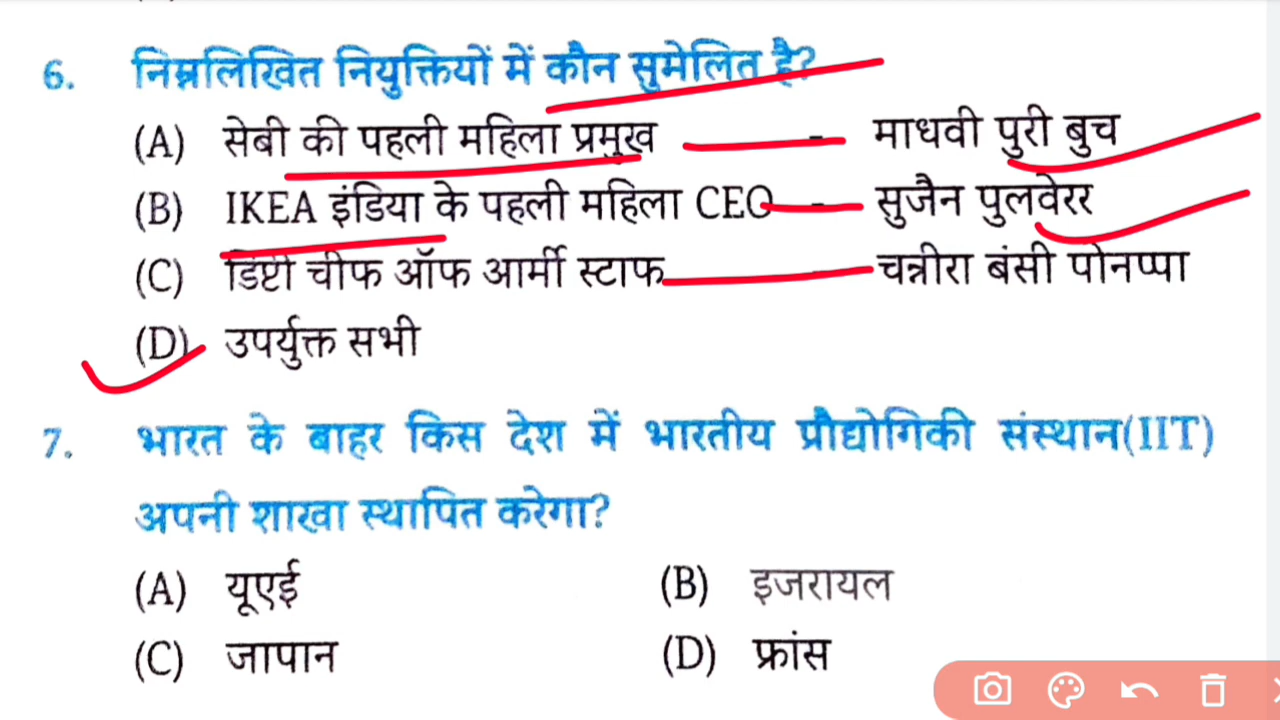 6. निम्नलिखित नियुक्तियों में कौन सुमेलित है?
(A) सेबी की पहली महिला प्रमुख - माधवी पुरी बुच
(B) IKEA इंडिया के पहली महिला CEO - सुजैन पुलवेरर
(C) डिप्टी चीफ ऑफ आर्मी स्टाफ - चन्नीरा बंसी पोनप्पा
(D) उपर्युक्त सभी
7. भारत के बाहर किस देश में भारतीय प्रौद्योगिकी संस्थान(IIT)
अपनी शाखा स्थापित करेगा?
(A) यूएई (B) इजरायल
(C) जापान (D) फ्रांस